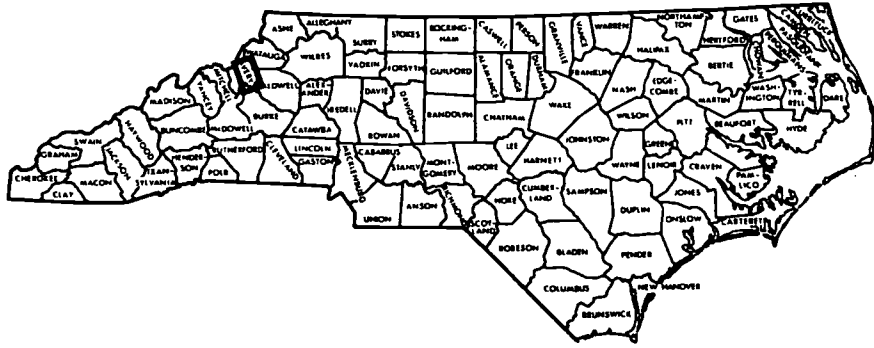 ASHE
ALLEGHANY
SURRY
STOKES
ROCKING-
HAM
CASWELL
PERSON
GRANVILLE
VANCE
WARREN
NORTHAMP
TON
GATES
HERTFORD
HALIFAX
BERTIE
WATAUGA
WILKES
YADKIN
FORSYTH
GUILFORD
ALAMANCE
ORANGE
DURHAM
FRANKLIN
NASH
EDGE-
COMBE
MARTIN
WASH-
INGTON
TYR-
RELL
DARE
AVERY
MITCHELL
YANCEY
MADISON
CALDWELL
ALEX-
ANDER
IREDELL
DAVIE
DAVIDSON
RANDOLPH
CHATHAM
WAKE
WILSON
PITT
BEAUFORT
HYDE
BURKE
McDOWELL
BUNCOMBE
HAYWOOD
SWAIN
GRAHAM
CHEROKEE
CLAY
MACON
JACKSON
TRAN-
SYLVANIA
HENDER-
SON
POLK
RUTHERFORD
CLEVELAND
LINCOLN
GASTON
CATAWBA
ROWAN
CABARRUS
MECKLENBURG
STANLY
MONT-
GOMERY
MOORE
LEE
HARNETT
JOHNSTON
WAYNE
GREENE
LENOIR
CRAVEN
PAM-
LICO
JONES
CARTERET
UNION
ANSON
RICHMOND
SCOT-
LAND
HOKE
CUMBER-
LAND
SAMPSON
DUPLIN
ONSLOW
ROBESON
BLADEN
PENDER
COLUMBUS
NEW HANOVER
BRUNSWICK